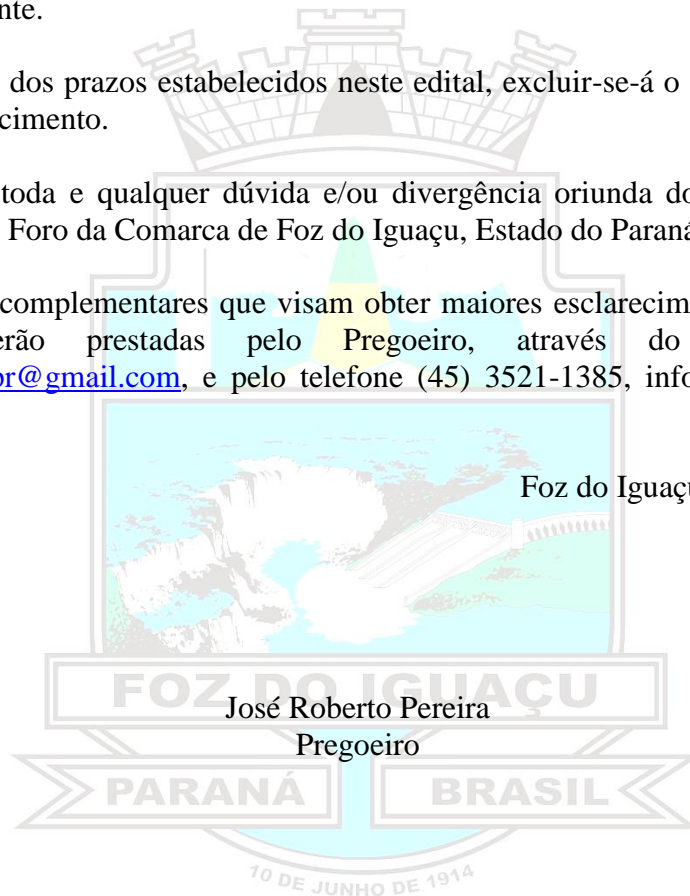 nte.
dos prazos estabelecidos neste edital, excluir-se-á o
cimento.
toda e qualquer dúvida e/ou divergência oriunda do
Foro da Comarca de Foz do Iguaçu, Estado do Paraná
complementares que visam obter maiores esclarecim
erão prestadas pelo Pregoeiro, através do
or@gmail.com, e pelo telefone (45) 3521-1385, info
Foz do Iguaçu
FOZ DO IGUAÇU
José Roberto Pereira
Pregoeiro
PARANÁ BRASIL
10 DE JUNHO DE 1914